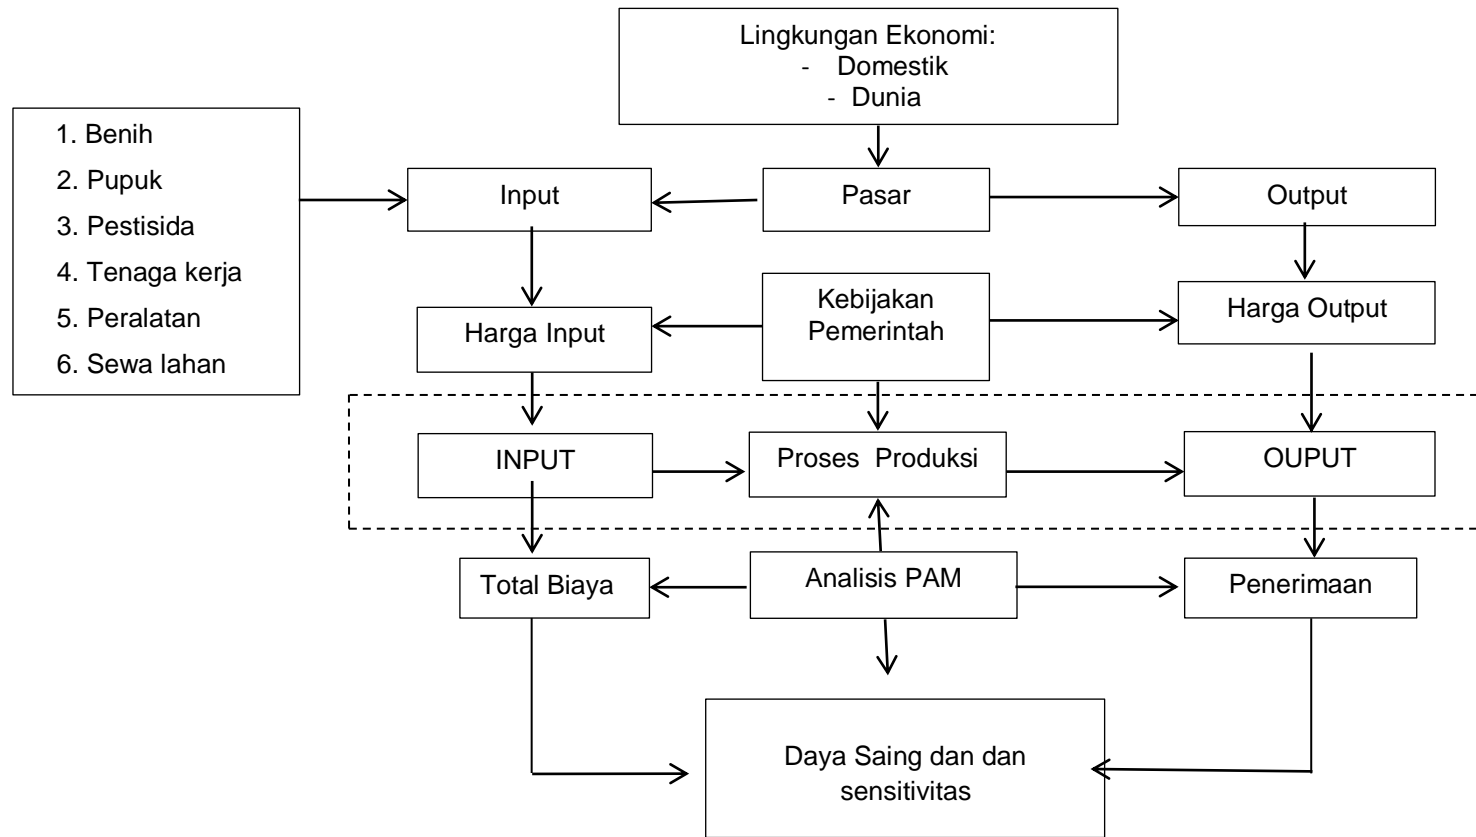 Lingkungan Ekonomi:
- Domestik
- Dunia
1. Benih
2. Pupuk
3. Pestisida
4. Tenaga kerja
5. Peralatan
6. Sewa lahan
Input
Pasar
Output
Harga Input
Kebijakan
Pemerintah
Harga Output
INPUT
Proses Produksi
OUPUT
Total Biaya
Analisis PAM
Penerimaan
Daya Saing dan dan
sensitivitas